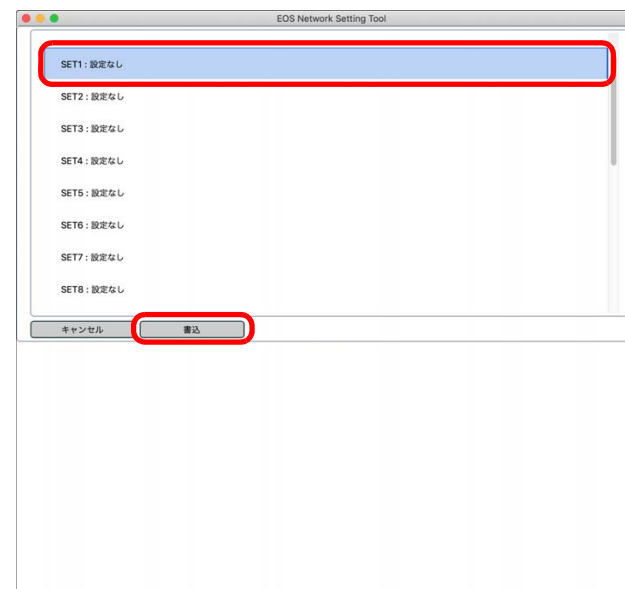 EOS Network Setting Tool
SET1 : 設定なし
SET2 : 設定なし
SET3 : 設定なし
SET4 : 設定なし
SET5 : 設定なし
SET6 : 設定なし
SET7 : 設定なし
SET8 : 設定なし
キャンセル 書込